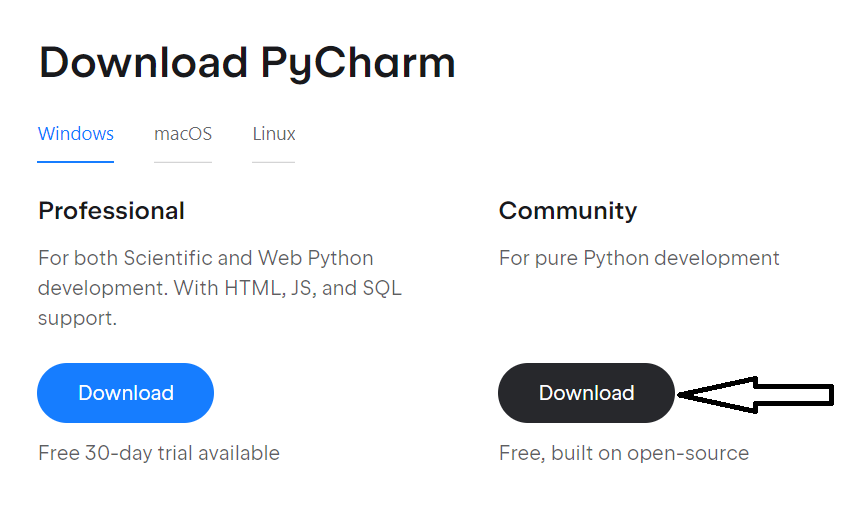 Download PyCharm
Windows macOS Linux
Professional
For both Scientific and Web Python
development. With HTML, JS, and SQL
support.
Download
Free 30-day trial available
Community
For pure Python development
Download
Free, built on open-source